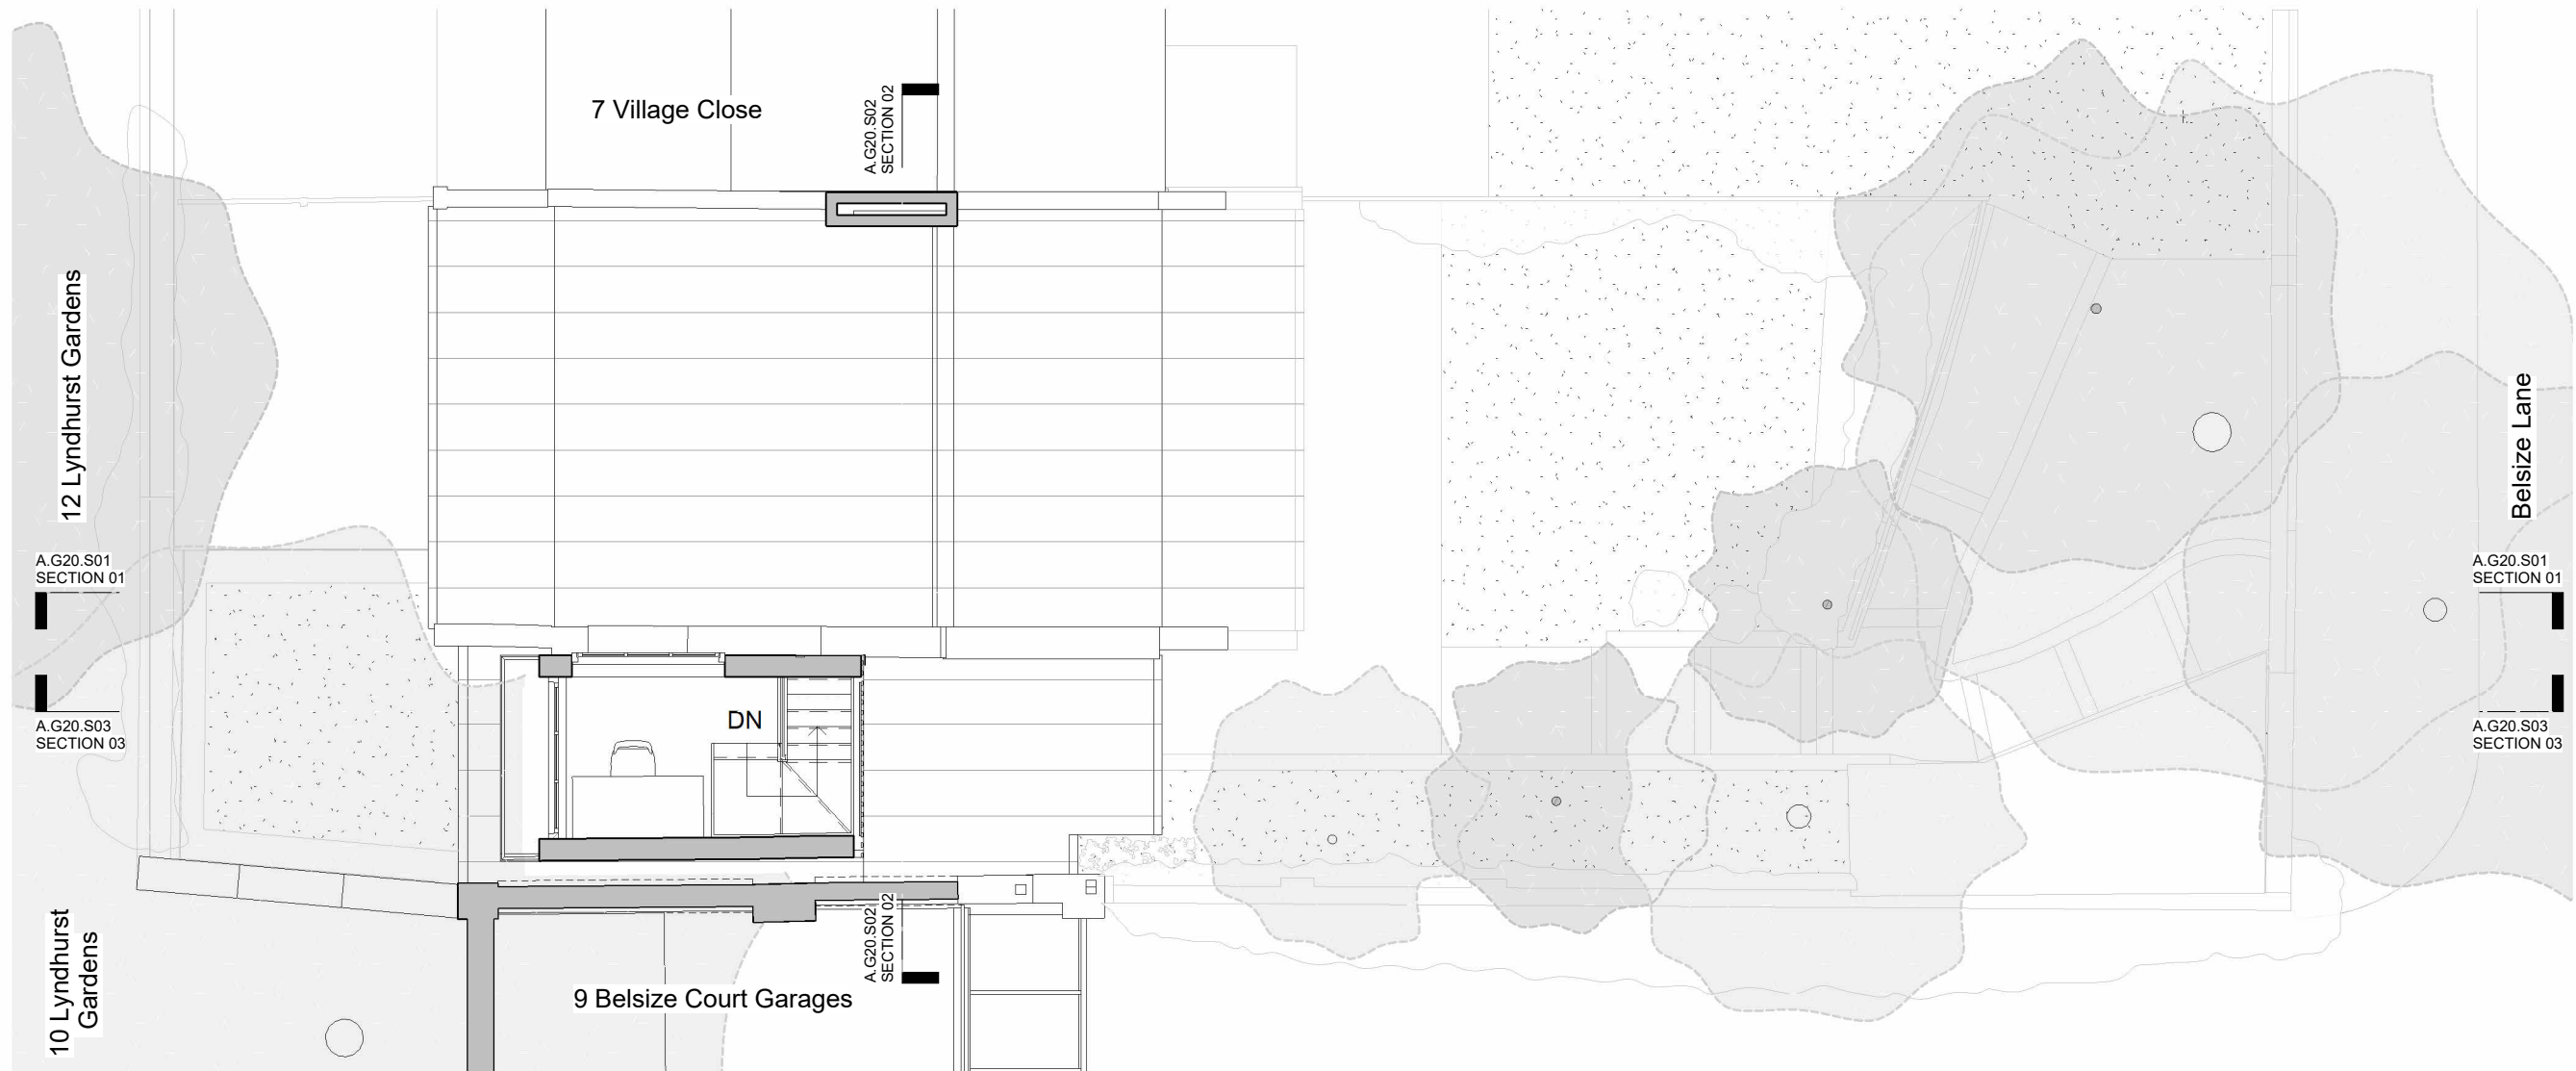 7 Village Close
A.G20.S02
SECTION 02
12 Lyndhurst Gardens
Belsize Lane
A.G20.S01
SECTION 01
A.G20.S01
SECTION 01
A.G20.S03
SECTION 03
A.G20.S03
SECTION 03
DN
10 Lyndhurst
Gardens
A.G20.S02
SECTION 02
9 Belsize Court Garages